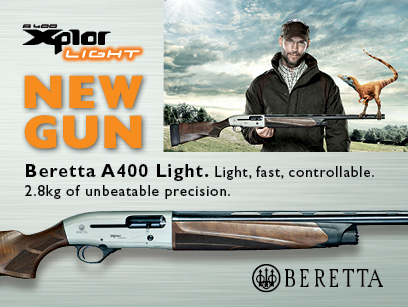 A400
Xplor
LIGHT
NEW
GUN
Beretta A400 Light. Light, fast, controllable.
2.8kg of unbeatable precision.
BERETTA